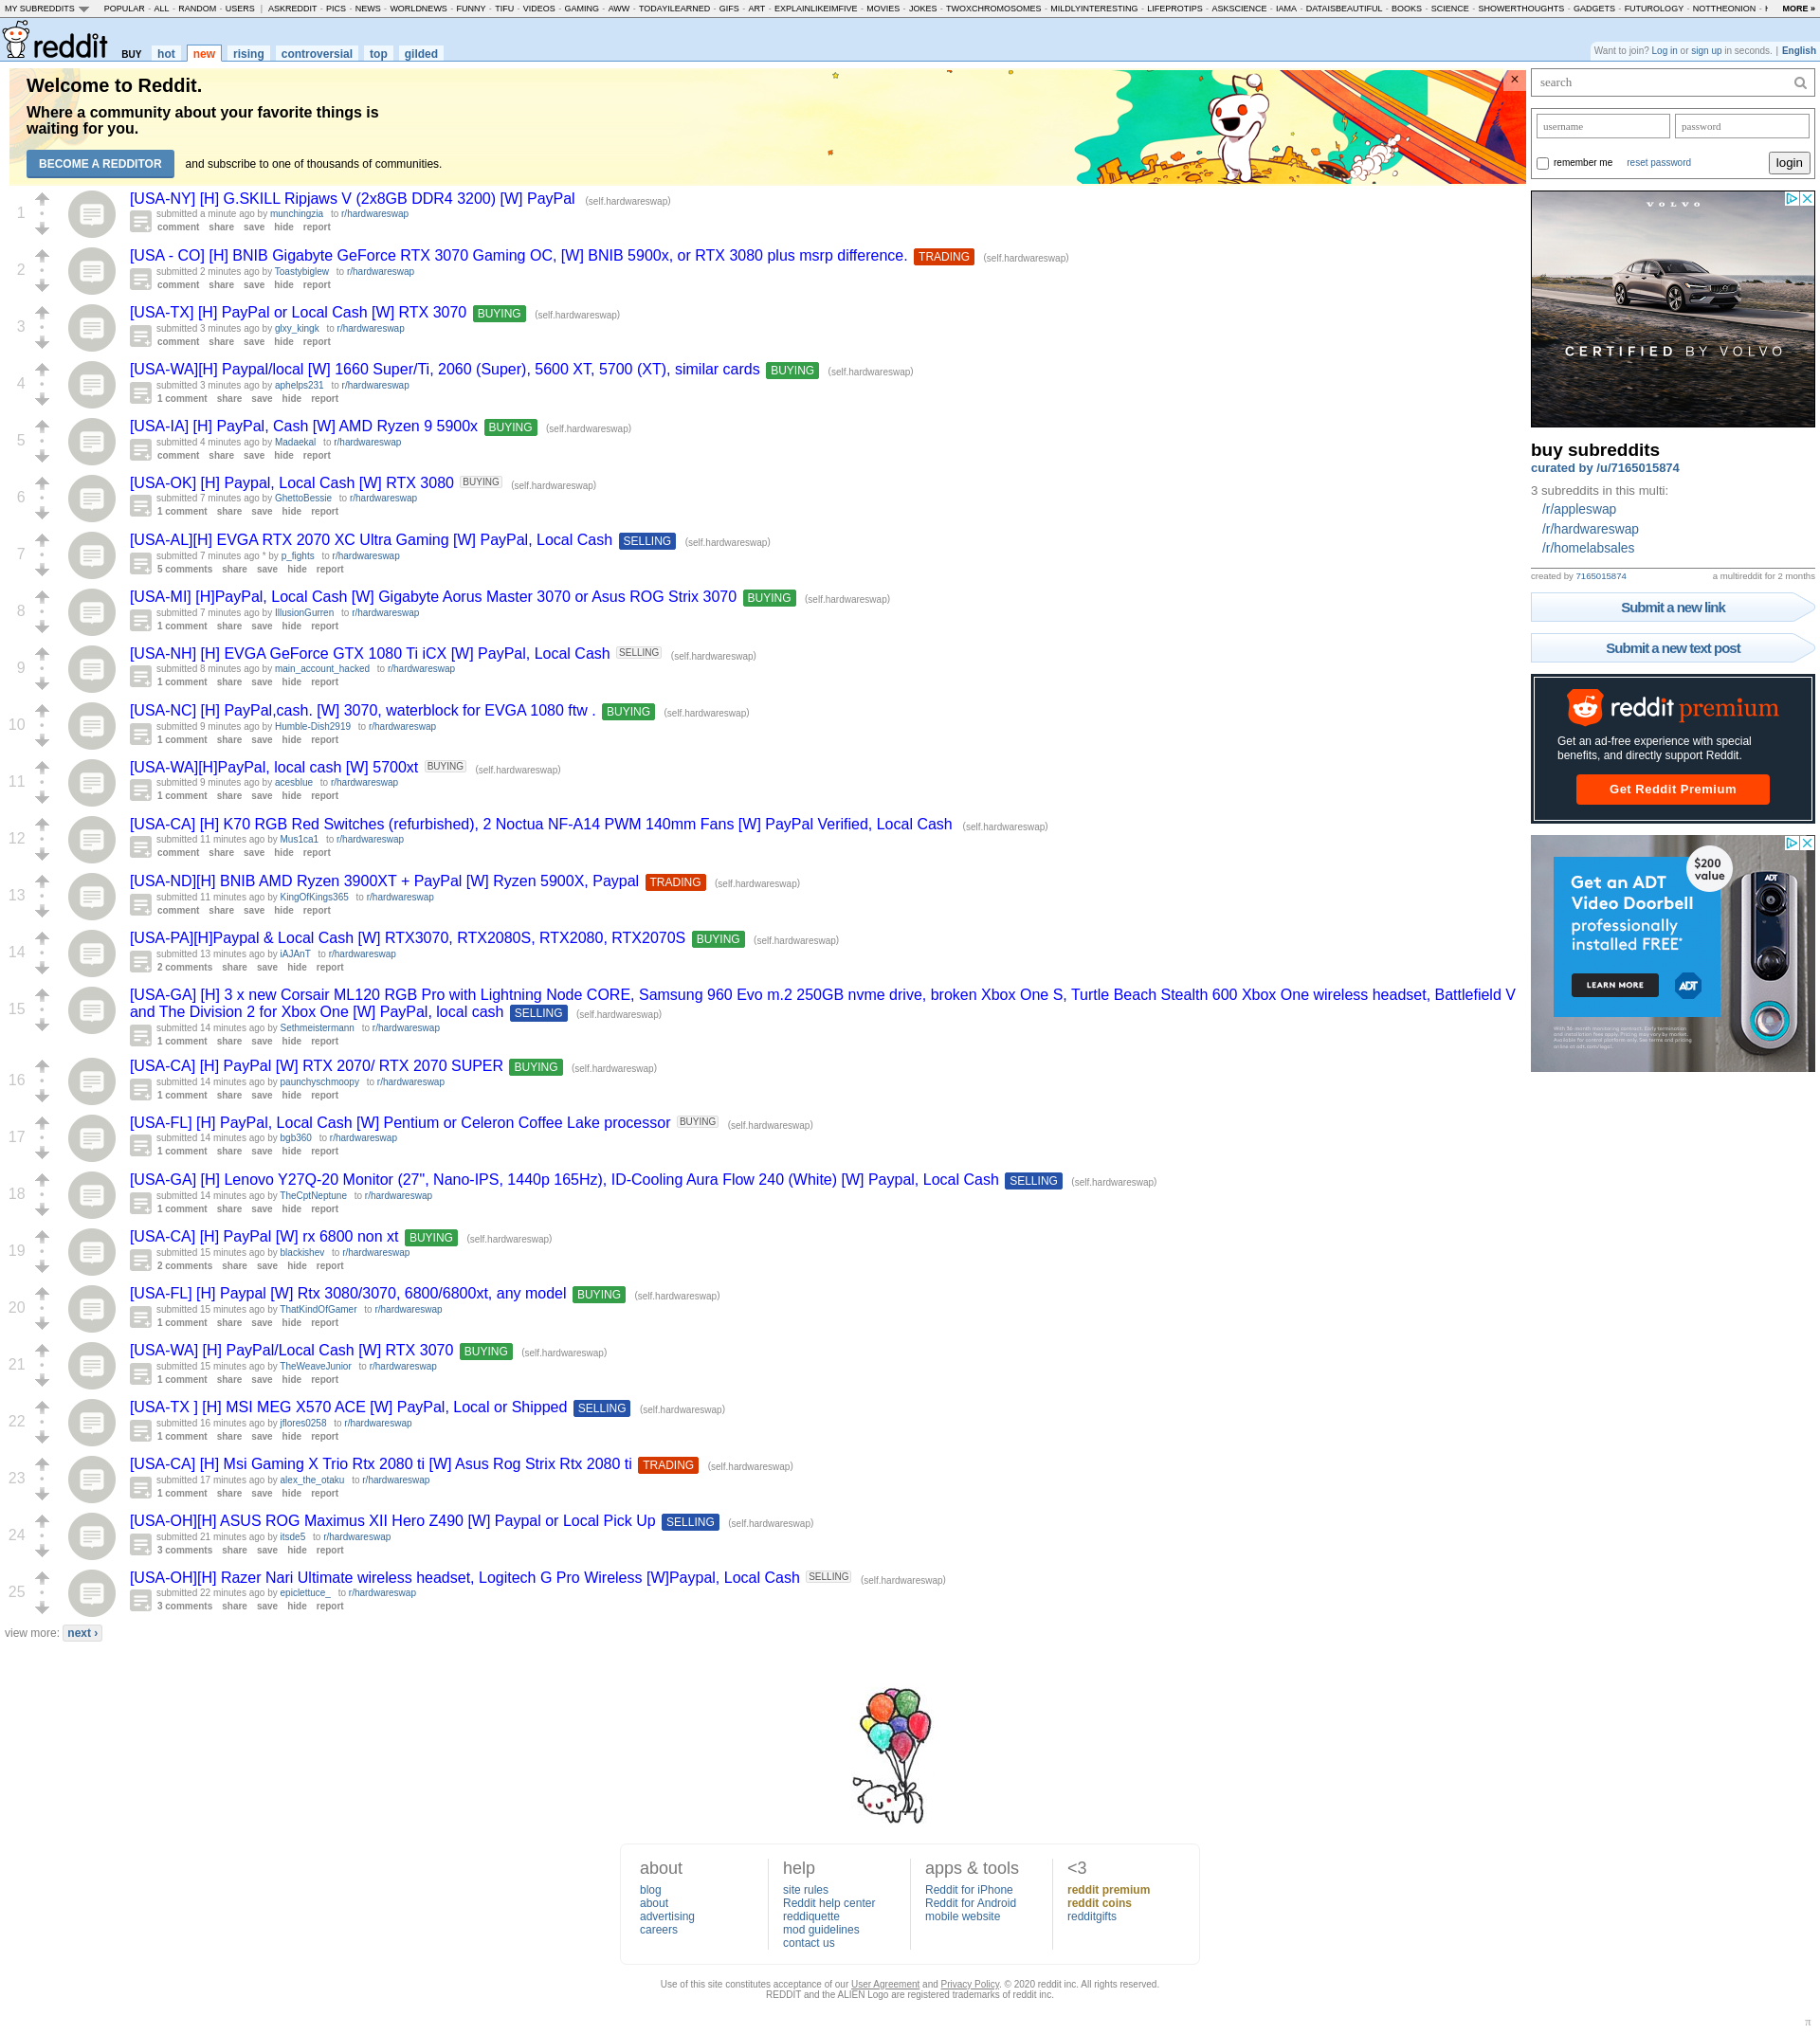 MY SUBREDDITS POPULAR - ALL - RANDOM - USERS | ASKREDDIT - PICS - NEWS - WORLDNEWS - FUNNY - TIFU - VIDEOS - GAMING - AWW - TODAYILEARNED - GIFS - ART - EXPLAINLIKEIMFIVE - MOVIES - JOKES - TWOXCHROMOSOMES - MILDLYINTERESTING - LIFEPROTIPS - ASKSCIENCE - IAMA - DATAISBEAUTIFUL - BOOKS - SCIENCE - SHOWERTHOUGHTS - GADGETS - FUTUROLOGY - NOTTHEONION - MORE »
reddit BUY hot new rising controversial top gilded
Want to join? Log in or sign up in seconds. | English
Welcome to Reddit.
Where a community about your favorite things is
waiting for you.
BECOME A REDDITOR and subscribe to one of thousands of communities.
1
[USA-NY] [H] G.SKILL Ripjaws V (2x8GB DDR4 3200) [W] PayPal (self.hardwareswap)
submitted a minute ago by munchingzia to r/hardwareswap
comment share save hide report
2
[USA - CO] [H] BNIB Gigabyte GeForce RTX 3070 Gaming OC, [W] BNIB 5900x, or RTX 3080 plus msrp difference. TRADING (self.hardwareswap)
submitted 2 minutes ago by Toastybiglew to r/hardwareswap
comment share save hide report
3
[USA-TX] [H] PayPal or Local Cash [W] RTX 3070 BUYING (self.hardwareswap)
submitted 3 minutes ago by glxy_kingk to r/hardwareswap
comment share save hide report
4
[USA-WA][H] Paypal/local [W] 1660 Super/Ti, 2060 (Super), 5600 XT, 5700 (XT), similar cards BUYING (self.hardwareswap)
submitted 3 minutes ago by aphelps231 to r/hardwareswap
1 comment share save hide report
5
[USA-IA] [H] PayPal, Cash [W] AMD Ryzen 9 5900x BUYING (self.hardwareswap)
submitted 4 minutes ago by Madaekal to r/hardwareswap
comment share save hide report
6
[USA-OK] [H] Paypal, Local Cash [W] RTX 3080 BUYING (self.hardwareswap)
submitted 7 minutes ago by GhettoBessie to r/hardwareswap
1 comment share save hide report
7
[USA-AL][H] EVGA RTX 2070 XC Ultra Gaming [W] PayPal, Local Cash SELLING (self.hardwareswap)
submitted 7 minutes ago * by p_fights to r/hardwareswap
5 comments share save hide report
8
[USA-MI] [H]PayPal, Local Cash [W] Gigabyte Aorus Master 3070 or Asus ROG Strix 3070 BUYING (self.hardwareswap)
submitted 7 minutes ago by IllusionGurren to r/hardwareswap
1 comment share save hide report
9
[USA-NH] [H] EVGA GeForce GTX 1080 Ti iCX [W] PayPal, Local Cash SELLING (self.hardwareswap)
submitted 8 minutes ago by main_account_hacked to r/hardwareswap
1 comment share save hide report
10
[USA-NC] [H] PayPal,cash. [W] 3070, waterblock for EVGA 1080 ftw . BUYING (self.hardwareswap)
submitted 9 minutes ago by Humble-Dish2919 to r/hardwareswap
1 comment share save hide report
11
[USA-WA][H]PayPal, local cash [W] 5700xt BUYING (self.hardwareswap)
submitted 9 minutes ago by acesblue to r/hardwareswap
1 comment share save hide report
12
[USA-CA] [H] K70 RGB Red Switches (refurbished), 2 Noctua NF-A14 PWM 140mm Fans [W] PayPal Verified, Local Cash (self.hardwareswap)
submitted 11 minutes ago by Mus1ca1 to r/hardwareswap
comment share save hide report
13
[USA-ND][H] BNIB AMD Ryzen 3900XT + PayPal [W] Ryzen 5900X, Paypal TRADING (self.hardwareswap)
submitted 11 minutes ago by KingOfKings365 to r/hardwareswap
comment share save hide report
14
[USA-PA][H]Paypal & Local Cash [W] RTX3070, RTX2080S, RTX2080, RTX2070S BUYING (self.hardwareswap)
submitted 13 minutes ago by iAJAnT to r/hardwareswap
2 comments share save hide report
15
[USA-GA] [H] 3 x new Corsair ML120 RGB Pro with Lightning Node CORE, Samsung 960 Evo m.2 250GB nvme drive, broken Xbox One S, Turtle Beach Stealth 600 Xbox One wireless headset, Battlefield V
and The Division 2 for Xbox One [W] PayPal, local cash SELLING (self.hardwareswap)
submitted 14 minutes ago by Sethmeistermann to r/hardwareswap
1 comment share save hide report
16
[USA-CA] [H] PayPal [W] RTX 2070/ RTX 2070 SUPER BUYING (self.hardwareswap)
submitted 14 minutes ago by paunchyschmoopy to r/hardwareswap
1 comment share save hide report
17
[USA-FL] [H] PayPal, Local Cash [W] Pentium or Celeron Coffee Lake processor BUYING (self.hardwareswap)
submitted 14 minutes ago by bgb360 to r/hardwareswap
1 comment share save hide report
18
[USA-GA] [H] Lenovo Y27Q-20 Monitor (27", Nano-IPS, 1440p 165Hz), ID-Cooling Aura Flow 240 (White) [W] Paypal, Local Cash SELLING (self.hardwareswap)
submitted 14 minutes ago by TheCptNeptune to r/hardwareswap
1 comment share save hide report
19
[USA-CA] [H] PayPal [W] rx 6800 non xt BUYING (self.hardwareswap)
submitted 15 minutes ago by blackishev to r/hardwareswap
2 comments share save hide report
20
[USA-FL] [H] Paypal [W] Rtx 3080/3070, 6800/6800xt, any model BUYING (self.hardwareswap)
submitted 15 minutes ago by ThatKindOfGamer to r/hardwareswap
1 comment share save hide report
21
[USA-WA] [H] PayPal/Local Cash [W] RTX 3070 BUYING (self.hardwareswap)
submitted 15 minutes ago by TheWeaveJunior to r/hardwareswap
1 comment share save hide report
22
[USA-TX ] [H] MSI MEG X570 ACE [W] PayPal, Local or Shipped SELLING (self.hardwareswap)
submitted 16 minutes ago by jflores0258 to r/hardwareswap
1 comment share save hide report
23
[USA-CA] [H] Msi Gaming X Trio Rtx 2080 ti [W] Asus Rog Strix Rtx 2080 ti TRADING (self.hardwareswap)
submitted 17 minutes ago by alex_the_otaku to r/hardwareswap
1 comment share save hide report
24
[USA-OH][H] ASUS ROG Maximus XII Hero Z490 [W] Paypal or Local Pick Up SELLING (self.hardwareswap)
submitted 21 minutes ago by itsde5 to r/hardwareswap
3 comments share save hide report
25
[USA-OH][H] Razer Nari Ultimate wireless headset, Logitech G Pro Wireless [W]Paypal, Local Cash SELLING (self.hardwareswap)
submitted 22 minutes ago by epiclettuce_ to r/hardwareswap
3 comments share save hide report
view more: next ›
search
username password
remember me reset password login
VOLVO
CERTIFIED BY VOLVO
buy subreddits
curated by /u/7165015874
3 subreddits in this multi:
/r/appleswap
/r/hardwareswap
/r/homelabsales
created by 7165015874 a multireddit for 2 months
Submit a new link
Submit a new text post
reddit premium
Get an ad-free experience with special
benefits, and directly support Reddit.
Get Reddit Premium
$200
value
Get an ADT
Video Doorbell
professionally
installed FREE*
LEARN MORE ADT
ADT
about
blog
about
advertising
careers
help
site rules
Reddit help center
reddiquette
mod guidelines
contact us
apps & tools
Reddit for iPhone
Reddit for Android
mobile website
<3
reddit premium
reddit coins
redditgifts
Use of this site constitutes acceptance of our User Agreement and Privacy Policy. © 2020 reddit inc. All rights reserved.
REDDIT and the ALIEN Logo are registered trademarks of reddit inc.
π